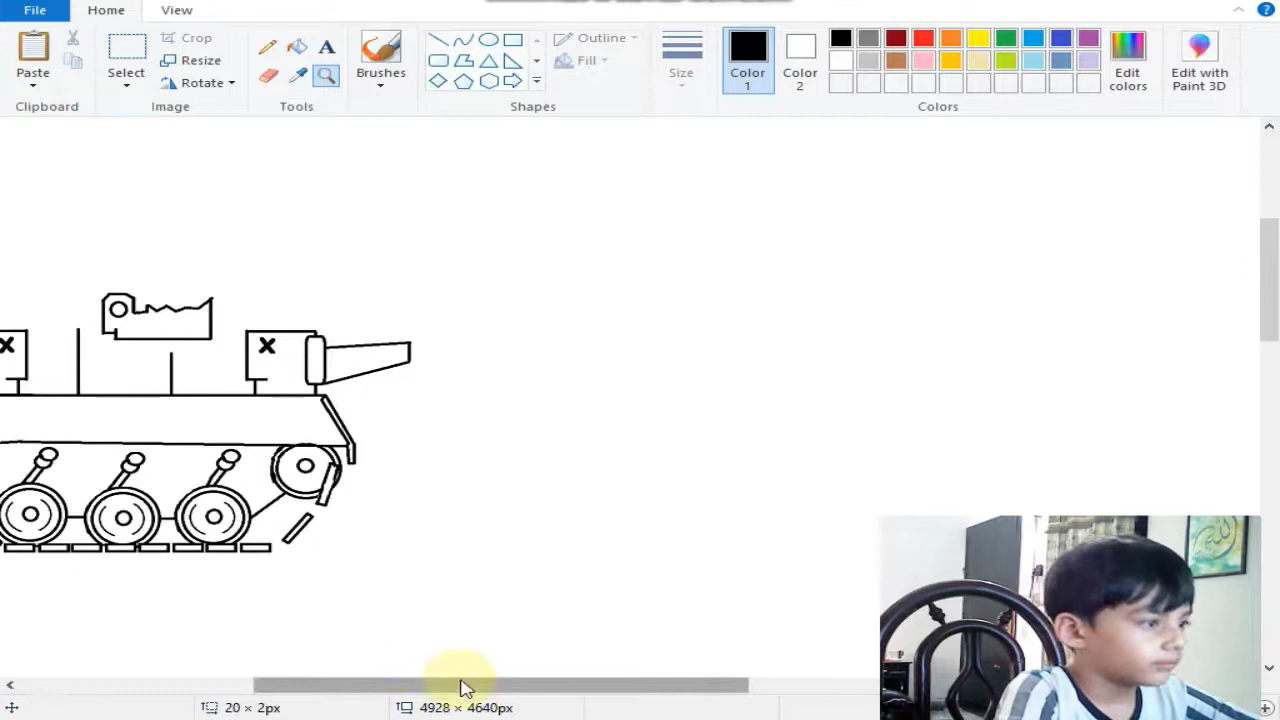 File Home View
Paste
Clipboard
Select
Crop
Resize
Rotate
Image
A
Tools
Brushes
Outline
Fill
Shapes
Size
Color 1
Color 2
Edit colors
Colors
Edit with Paint 3D
?
X X
20 × 2px 4928 × 4640px